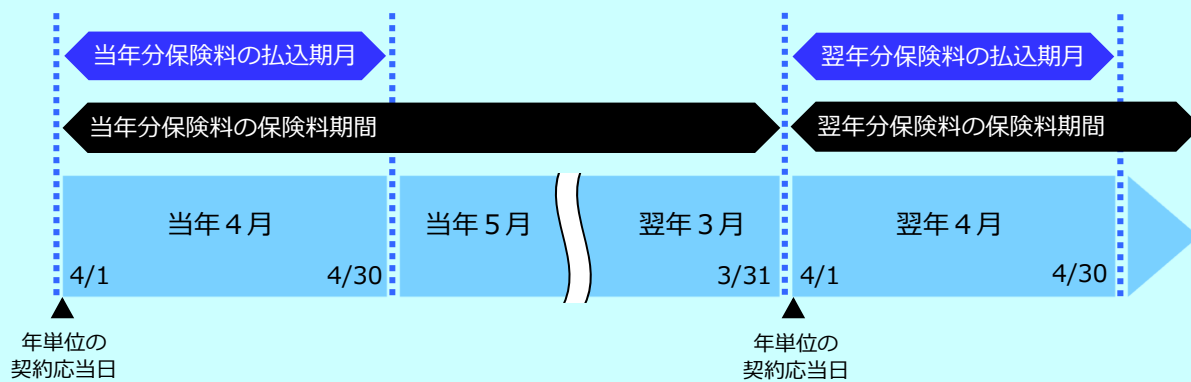 当年分保険料の払込期月
翌年分保険料の払込期月
当年分保険料の保険料期間
翌年分保険料の保険料期間
当年４月
当年５月
翌年３月
翌年４月
4/1
4/30
3/31
4/1
4/30
年単位の
契約応当日
年単位の
契約応当日